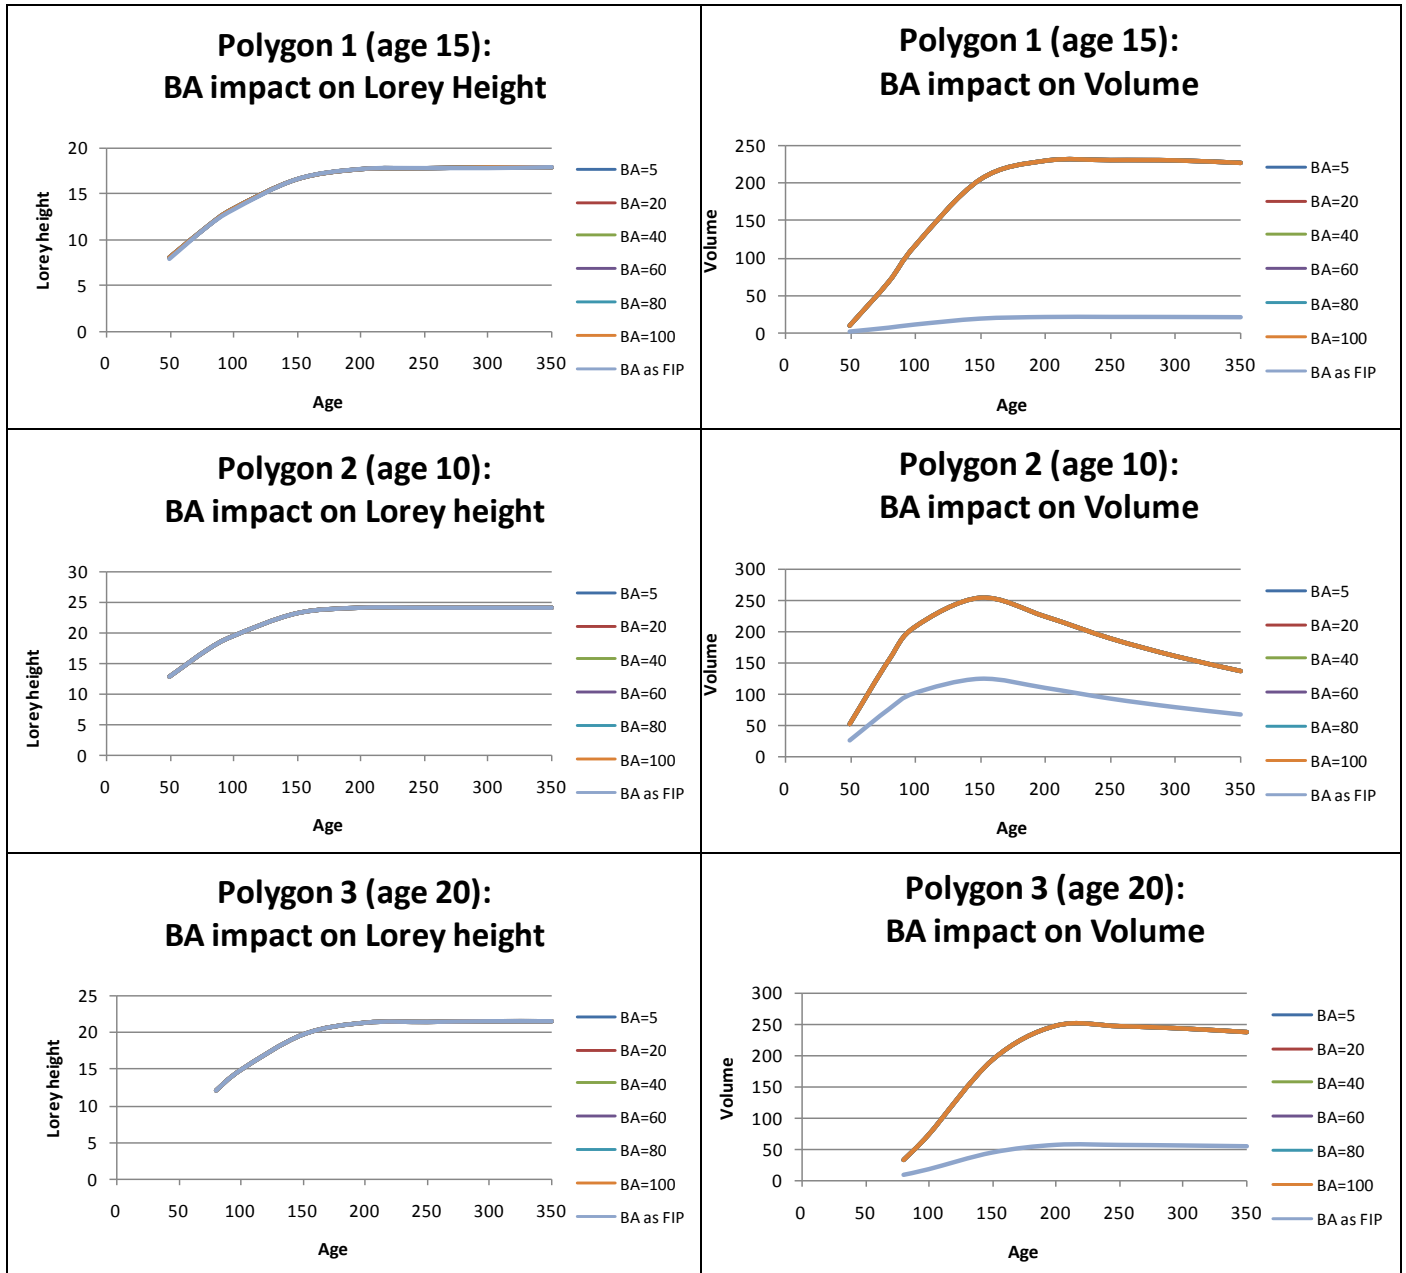 Polygon 1 (age 15):
BA impact on Lorey Height
20
15
10
5
0
Lorey height
0 50 100 150 200 250 300 350
Age
BA=5
BA=20
BA=40
BA=60
BA=80
BA=100
BA as FIP
Polygon 1 (age 15):
BA impact on Volume
250
200
150
100
50
0
Volume
0 50 100 150 200 250 300 350
Age
BA=5
BA=20
BA=40
BA=60
BA=80
BA=100
BA as FIP
Polygon 2 (age 10):
BA impact on Lorey height
30
25
20
15
10
5
0
Lorey height
0 50 100 150 200 250 300 350
Age
BA=5
BA=20
BA=40
BA=60
BA=80
BA=100
BA as FIP
Polygon 2 (age 10):
BA impact on Volume
300
250
200
150
100
50
0
Volume
0 50 100 150 200 250 300 350
Age
BA=5
BA=20
BA=40
BA=60
BA=80
BA=100
BA as FIP
Polygon 3 (age 20):
BA impact on Lorey height
25
20
15
10
5
0
Lorey height
0 50 100 150 200 250 300 350
Age
BA=5
BA=20
BA=40
BA=60
BA=80
BA=100
BA as FIP
Polygon 3 (age 20):
BA impact on Volume
300
250
200
150
100
50
0
Volume
0 50 100 150 200 250 300 350
Age
BA=5
BA=20
BA=40
BA=60
BA=80
BA=100
BA as FIP